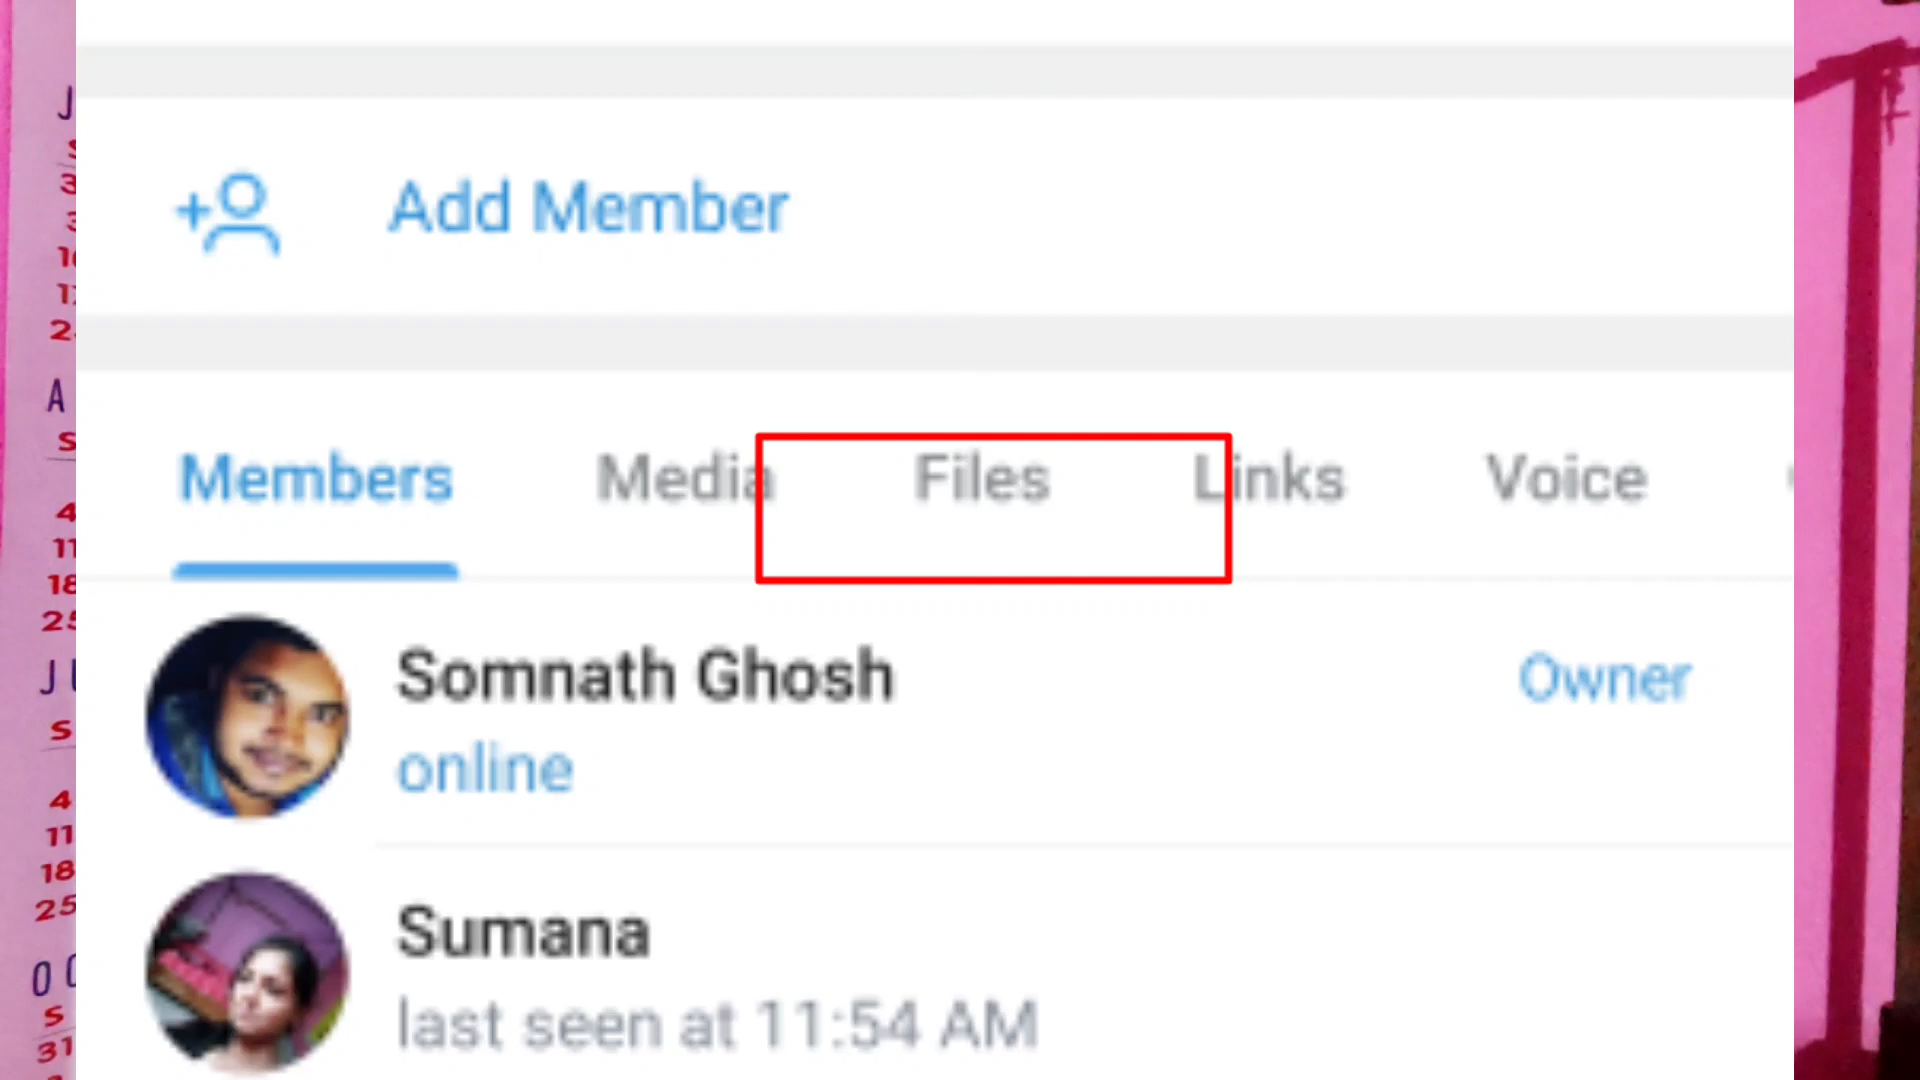 Add Member
Members Media Files Links Voice
Somnath Ghosh Owner
online
Sumana
last seen at 11:54 AM